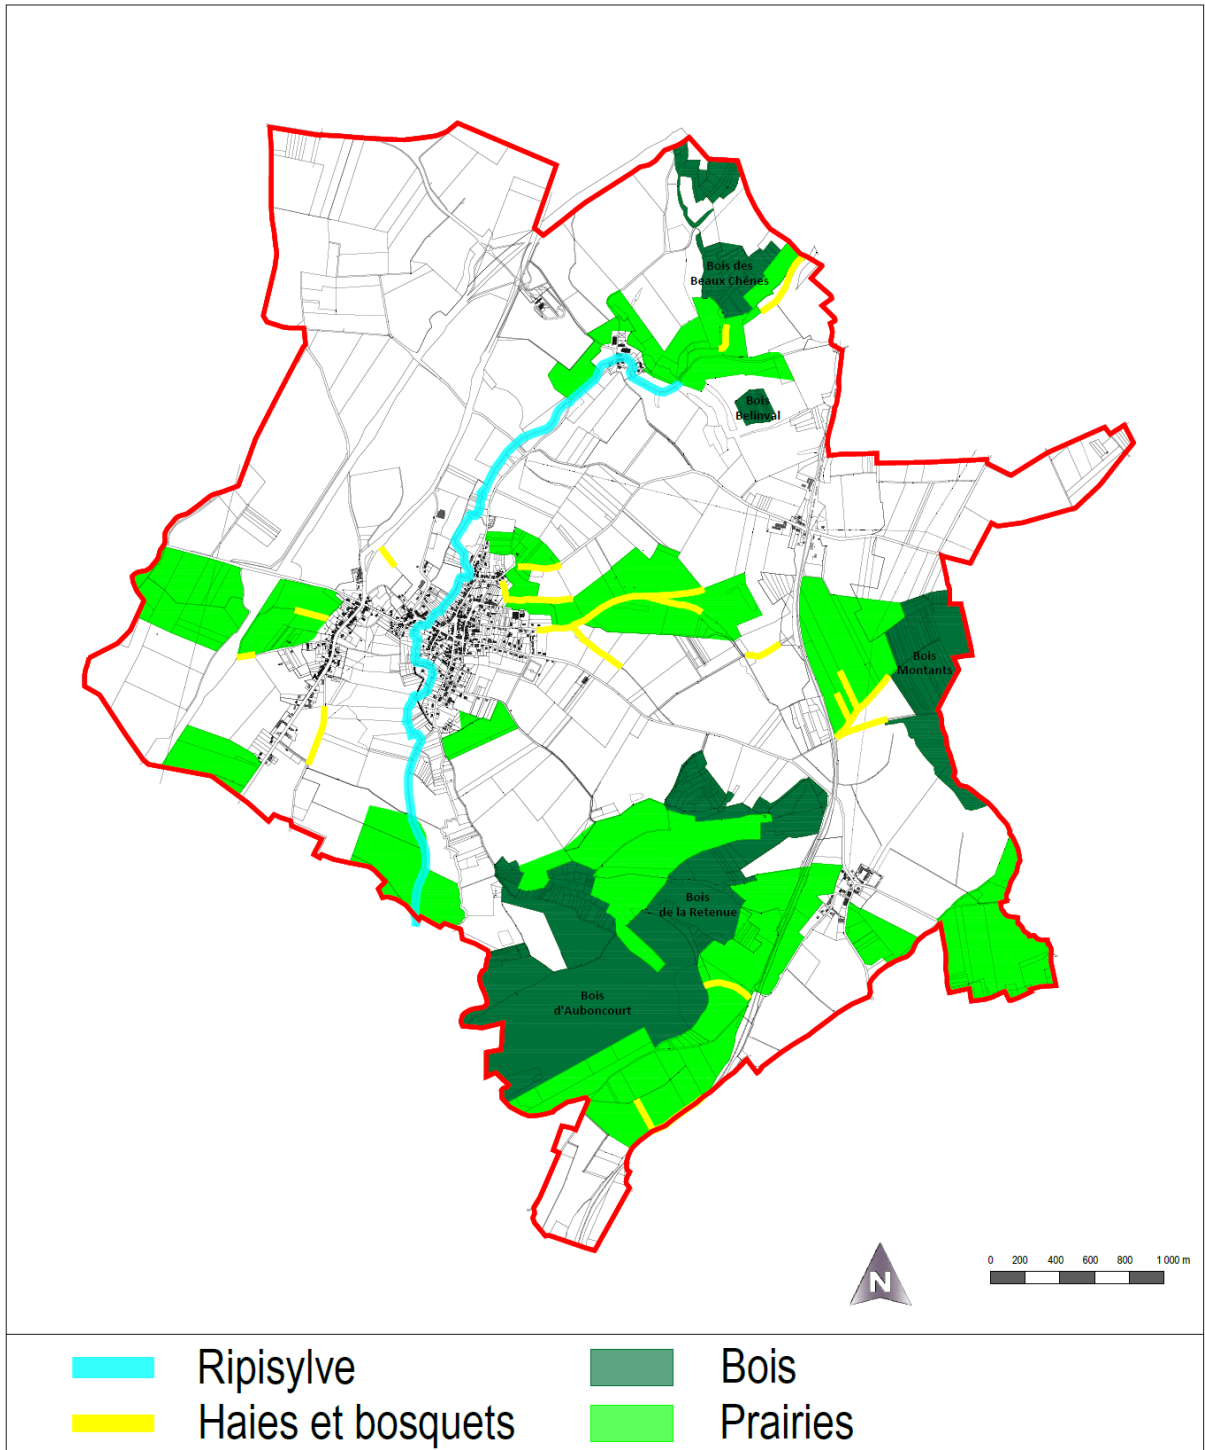 Bois des
Beaux Chênes
Bois
Belinval
Bois
Montants
Bois
de la Retenue
Bois
d'Auboncourt
N
0 200 400 600 800 1 000 m
Ripisylve
Bois
Haies et bosquets
Prairies